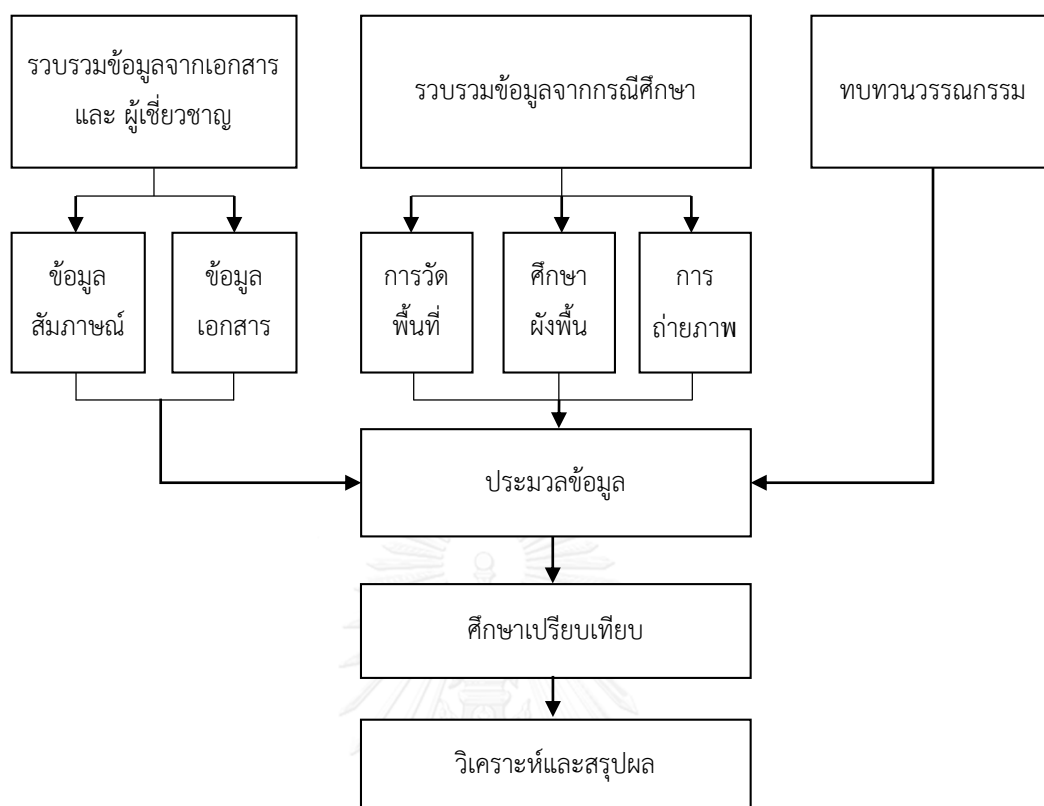 รวบรวมข้อมูลจากเอกสาร
และ ผู้เชี่ยวชาญ
รวบรวมข้อมูลจากกรณีศึกษา
ทบทวนวรรณกรรม
ข้อมูล
สัมภาษณ์
ข้อมูล
เอกสาร
การวัด
พื้นที่
ศึกษา
ผังพื้น
การ
ถ่ายภาพ
ประมวลข้อมูล
ศึกษาเปรียบเทียบ
วิเคราะห์และสรุปผล